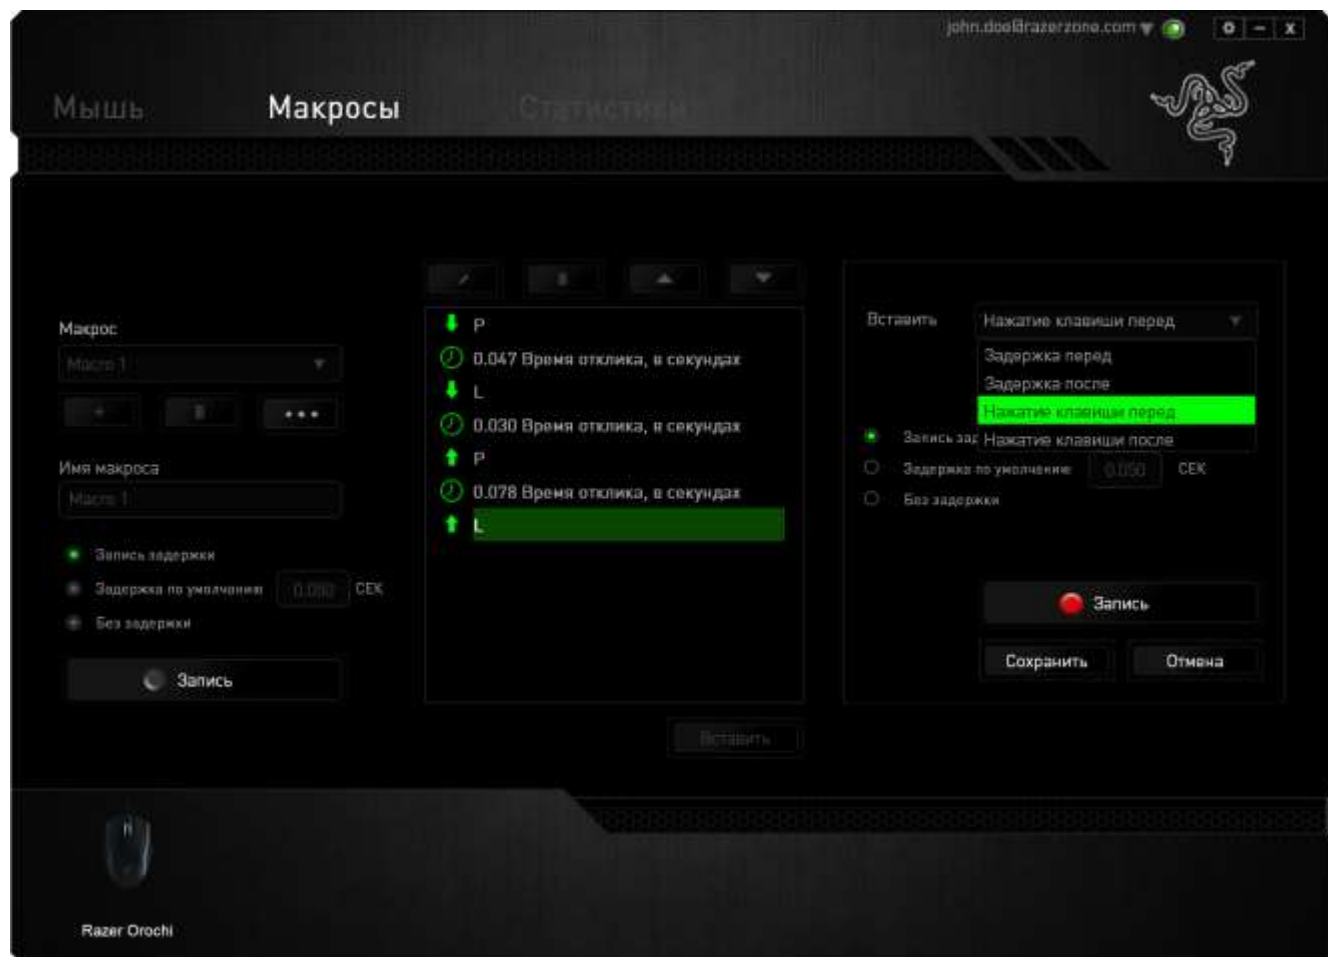 john.doe@razerzone.com
Мышь Макросы Статистики
Макрос
Macro 1
Имя макроса
Macro 1
Запись задержки
Задержка по умолчанию СЕК
Без задержки
Запись
P
0.047 Время отклика, в секундах
L
0.030 Время отклика, в секундах
P
0.078 Время отклика, в секундах
L
Вставить
Вставить Нажатие клавиши перед
Задержка перед
Задержка после
Нажатие клавиши перед
Нажатие клавиши после
Запись зад
Задержка по умолчанию 0.050 СЕК
Без задержки
Запись
Сохранить Отмена
Razer Orochi